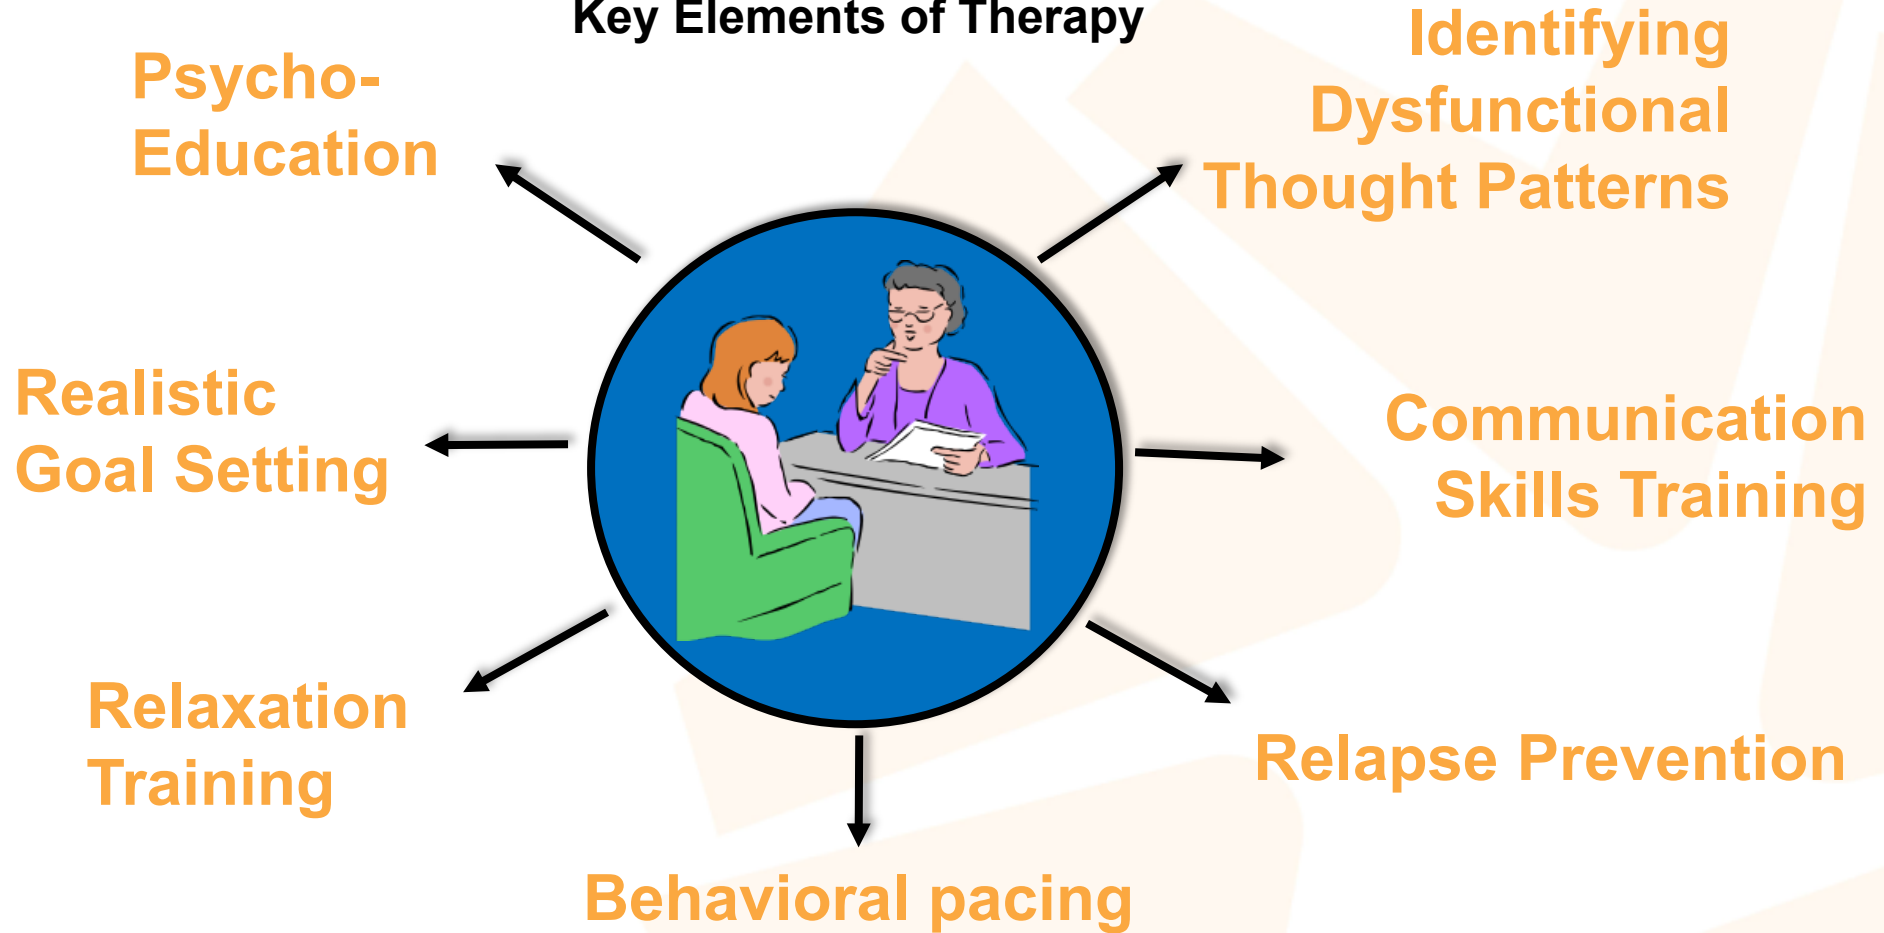 Key Elements of Therapy
Psycho-
Education
Identifying
Dysfunctional
Thought Patterns
Realistic
Goal Setting
Communication
Skills Training
Relaxation
Training
Relapse Prevention
Behavioral pacing